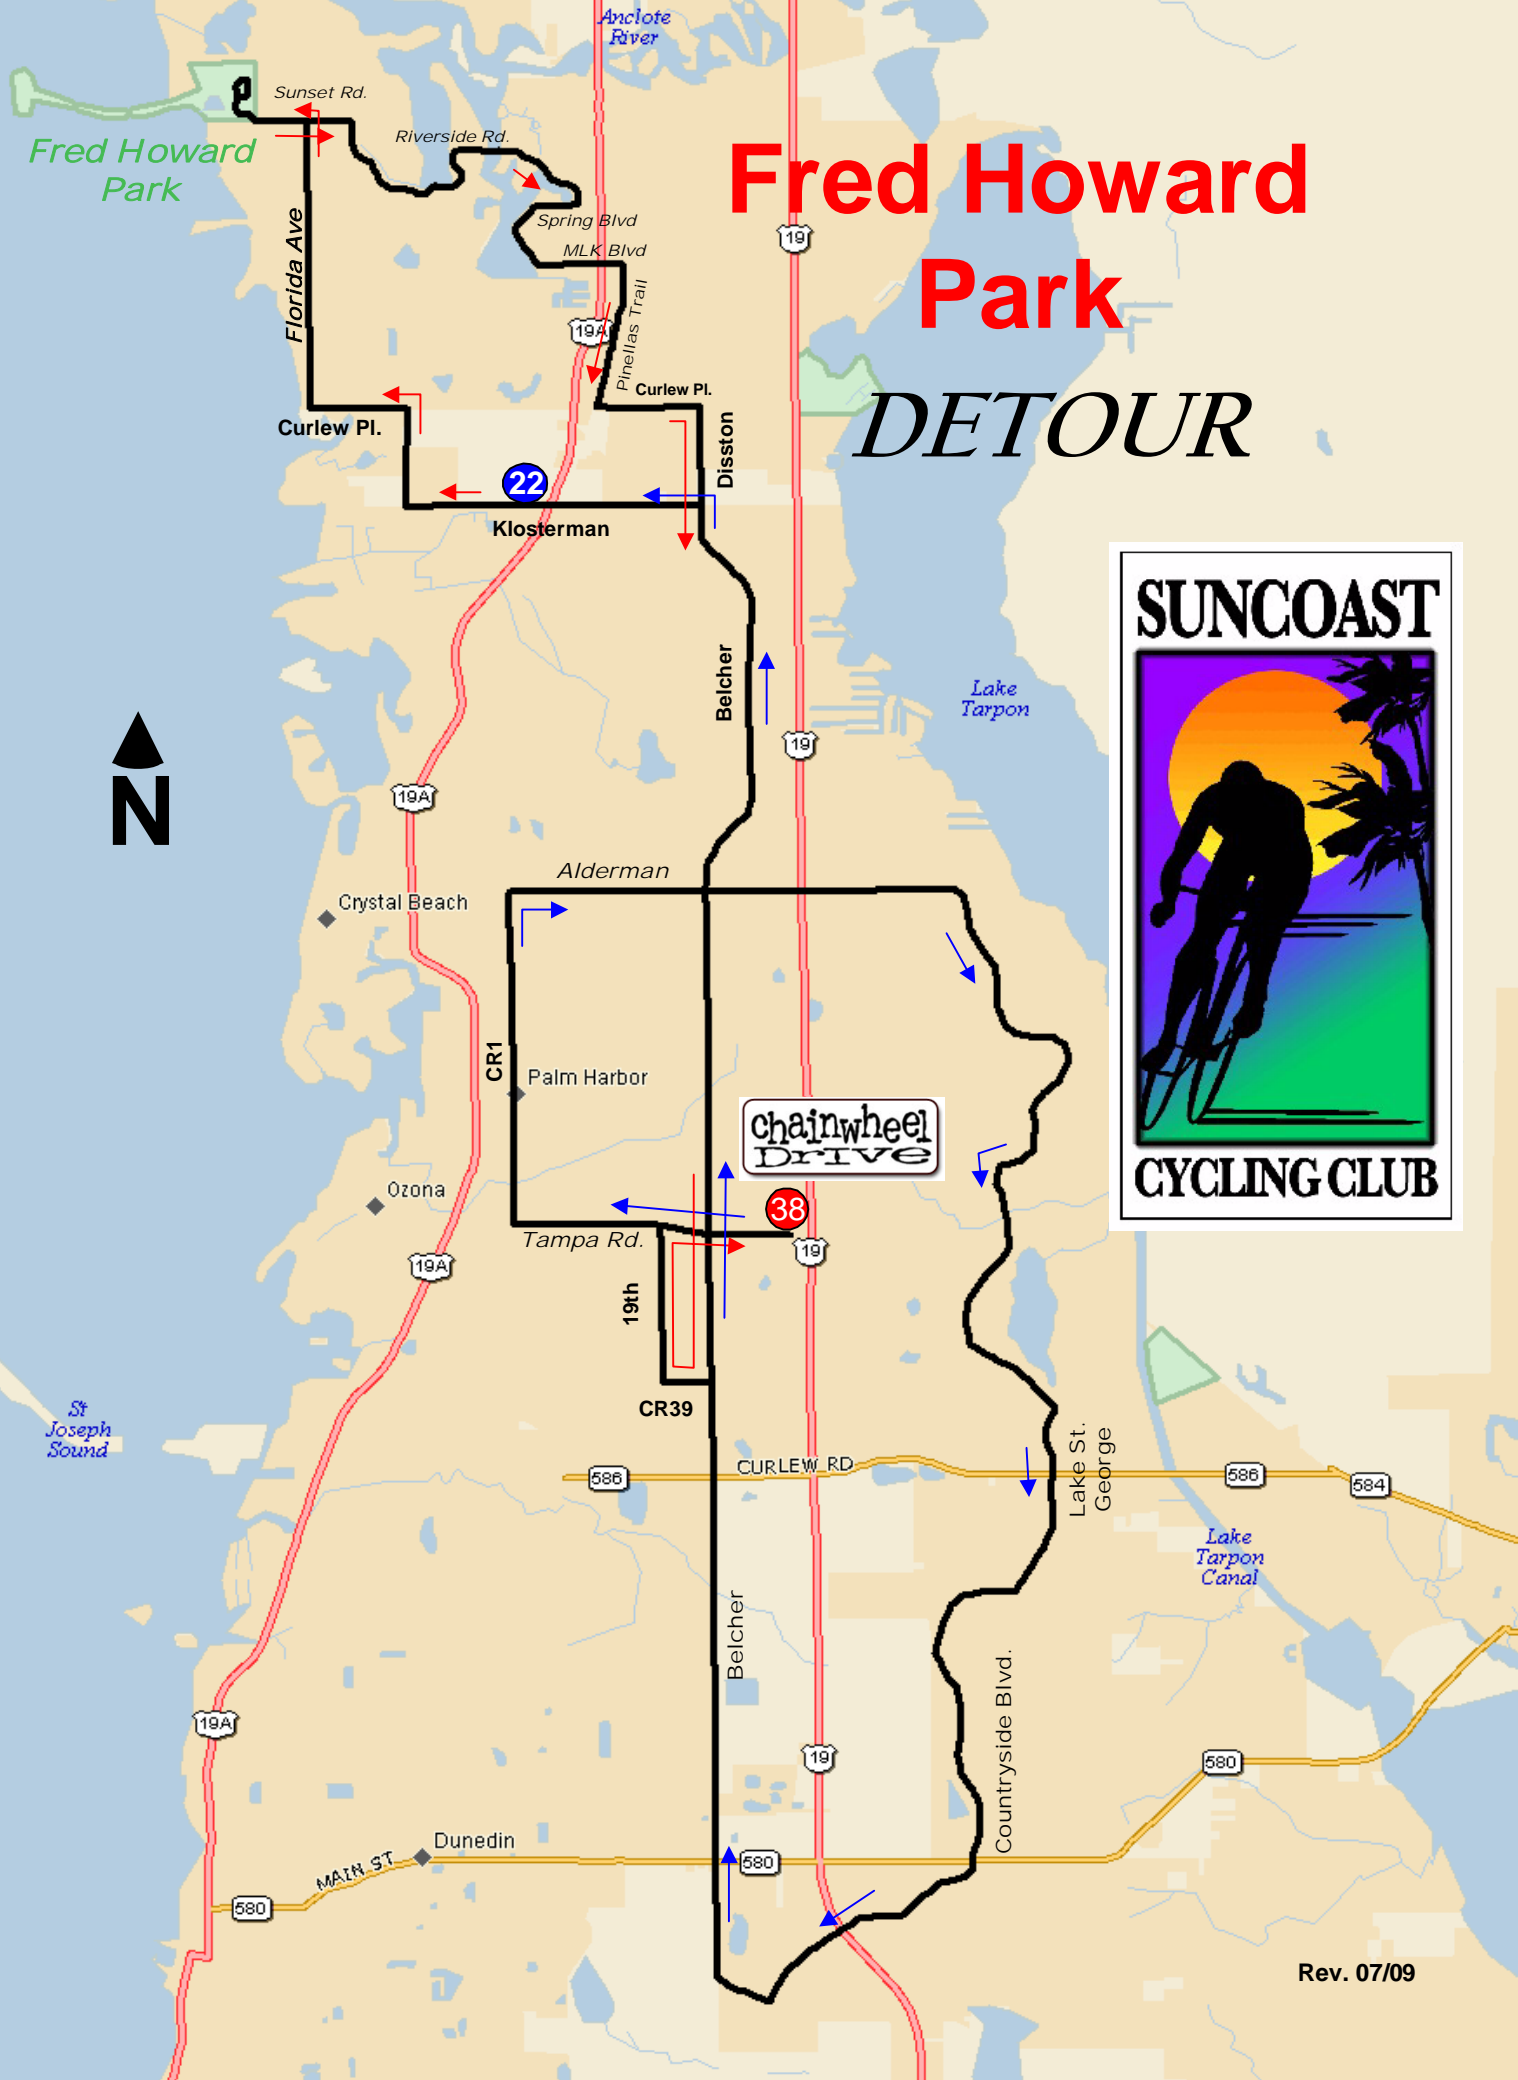 Anclote
River
Sunset Rd.
Riverside Rd.
Fred Howard
Park
Fred Howard
Park
DETOUR
Spring Blvd
MLK Blvd
19
Florida Ave
Pinellas Trail
19A
Curlew Pl.
Curlew Pl.
Disston
22
Klosterman
SUNCOAST
CYCLING CLUB
Belcher
Lake
Tarpon
19
N
19A
Alderman
Crystal Beach
CR1
Palm Harbor
chainwheel
Drive
Ozona
38
Tampa Rd.
19
19A
19th
CR39
St
Joseph
Sound
Lake St.
George
CURLEW RD
586
586
584
Lake
Tarpon
Canal
Belcher
Countryside Blvd.
19A
19
580
Dunedin
MAIN ST
580
580
Rev. 07/09